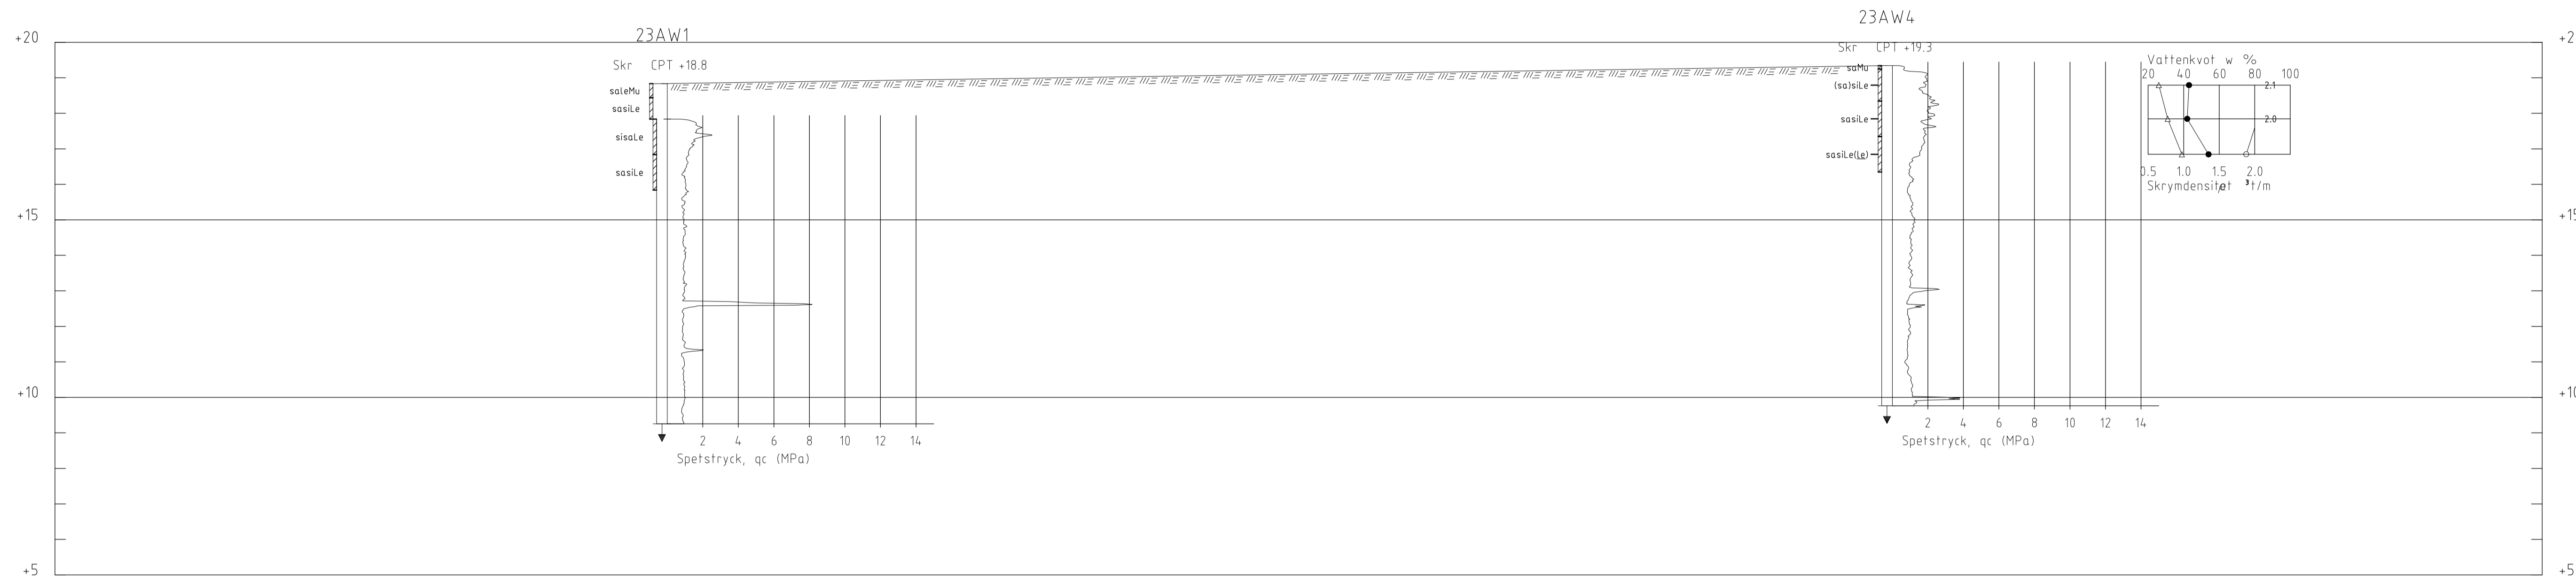 23AW1
23AW4
+20
Skr CPT +18.8
Skr CPT +19.3
saleMu
sasiLe
sisaLe
sasiLe
saMu
(sa)siLe
sasiLe
sasiLe(Le)
Vattenkvot w %
20 40 60 80 100
2.1
2.0
0.5 1.0 1.5 2.0
Skrymdensitet ρ t/m³
+15
+10
2 4 6 8 10 12 14
Spetstryck, qc (MPa)
2 4 6 8 10 12 14
Spetstryck, qc (MPa)
+5
+5